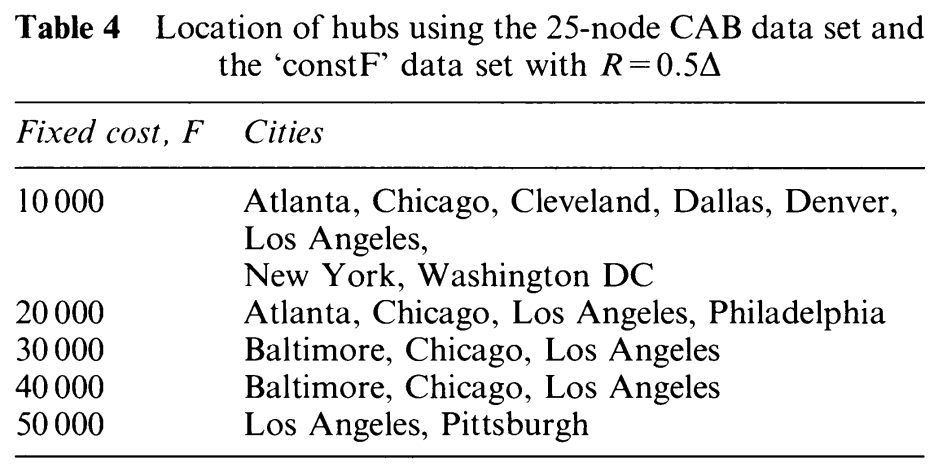 Table 4 Location of hubs using the 25-node CAB data set and
the ‘constF’ data set with R=0.5Δ
Fixed cost, F Cities
10 000 Atlanta, Chicago, Cleveland, Dallas, Denver,
Los Angeles,
New York, Washington DC
20 000 Atlanta, Chicago, Los Angeles, Philadelphia
30 000 Baltimore, Chicago, Los Angeles
40 000 Baltimore, Chicago, Los Angeles
50 000 Los Angeles, Pittsburgh